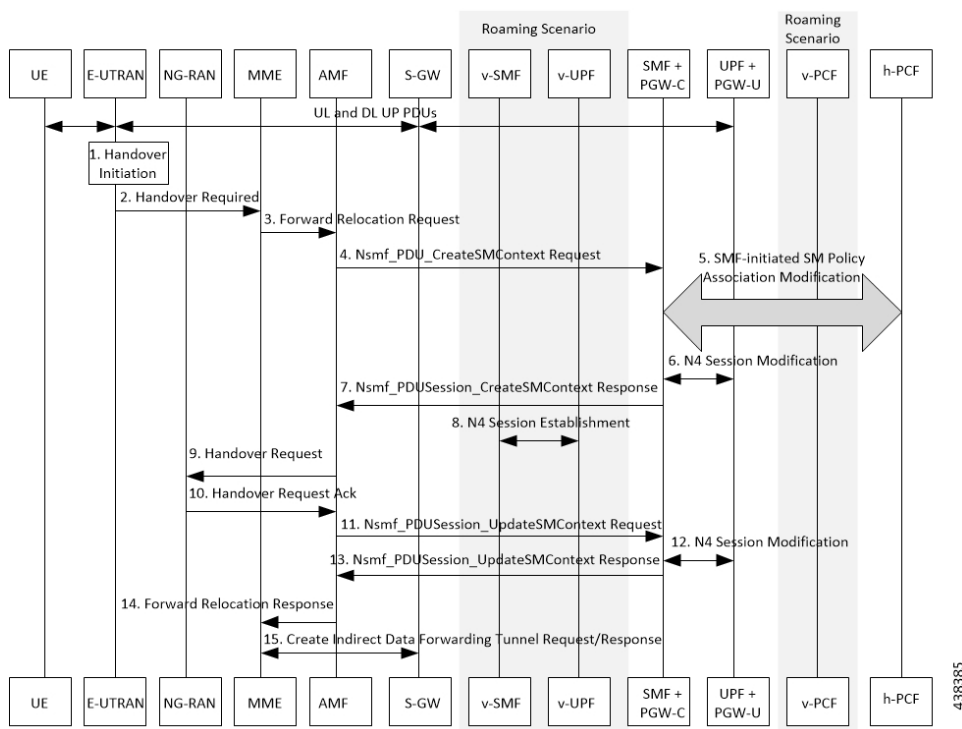 Roaming Scenario
Roaming
Scenario
UE
E-UTRAN
NG-RAN
MME
AMF
S-GW
v-SMF
v-UPF
SMF +
PGW-C
UPF +
PGW-U
v-PCF
h-PCF
UL and DL UP PDUs
1. Handover
Initiation
2. Handover Required
3. Forward Relocation Request
4. Nsmf_PDU_CreateSMContext Request
5. SMF-initiated SM Policy
Association Modification
6. N4 Session Modification
7. Nsmf_PDUSession_CreateSMContext Response
8. N4 Session Establishment
9. Handover Request
10. Handover Request Ack
11. Nsmf_PDUSession_UpdateSMContext Request
12. N4 Session Modification
13. Nsmf_PDUSession_UpdateSMContext Response
14. Forward Relocation Response
15. Create Indirect Data Forwarding Tunnel Request/Response
UE
E-UTRAN
NG-RAN
MME
AMF
S-GW
v-SMF
v-UPF
SMF +
PGW-C
UPF +
PGW-U
v-PCF
h-PCF
438385